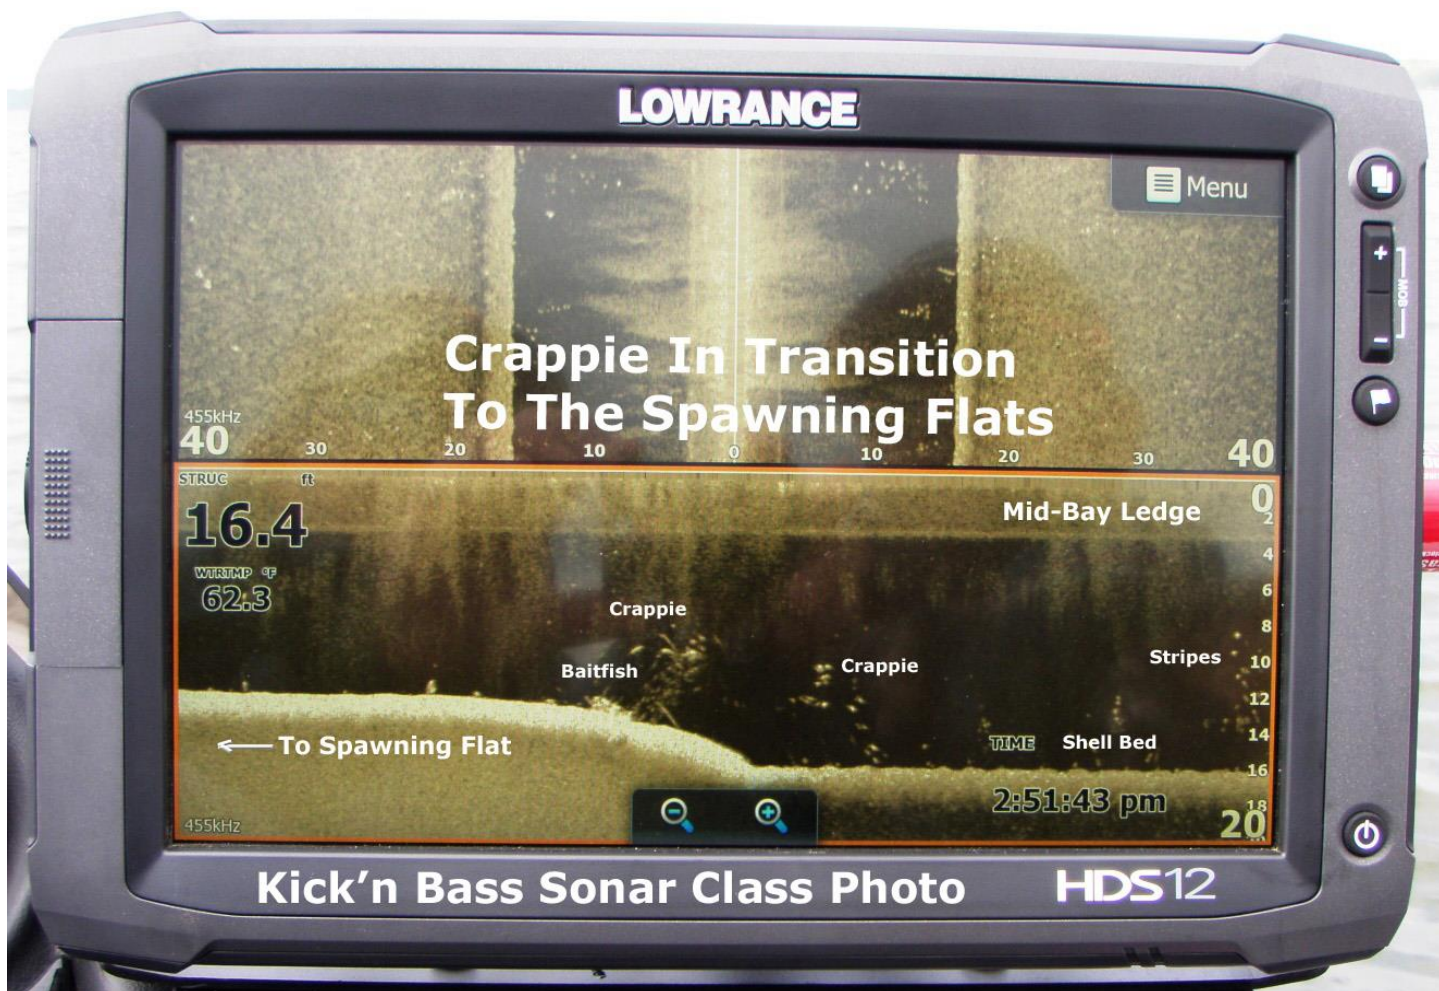 LOWRANCE
Menu
Crappie In Transition
To The Spawning Flats
MOB
455kHz
40 30 20 10 0 10 20 30 40
STRUC ft
16.4
WTRTMP °F
62.3
Mid-Bay Ledge
0
2
4
6
8
10
12
14
16
18
20
Crappie
Baitfish
Crappie
Stripes
To Spawning Flat
TIME
Shell Bed
2:51:43 pm
455kHz
Kick'n Bass Sonar Class Photo
HDS12